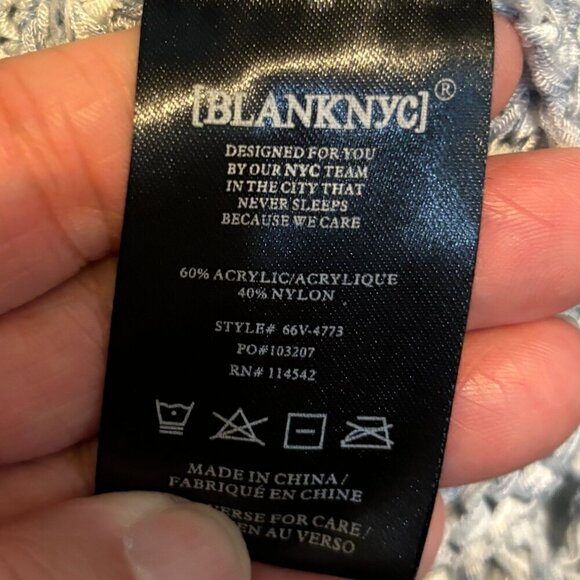 [BLANKNYC]®
DESIGNED FOR YOU
BY OUR NYC TEAM
IN THE CITY THAT
NEVER SLEEPS
BECAUSE WE CARE
60% ACRYLIC/ACRYLIQUE
40% NYLON
STYLE# 66V-4773
PO#103207
RN# 114542
MADE IN CHINA/
FABRIQUÉ EN CHINE
FOR CARE/
AU VERSO